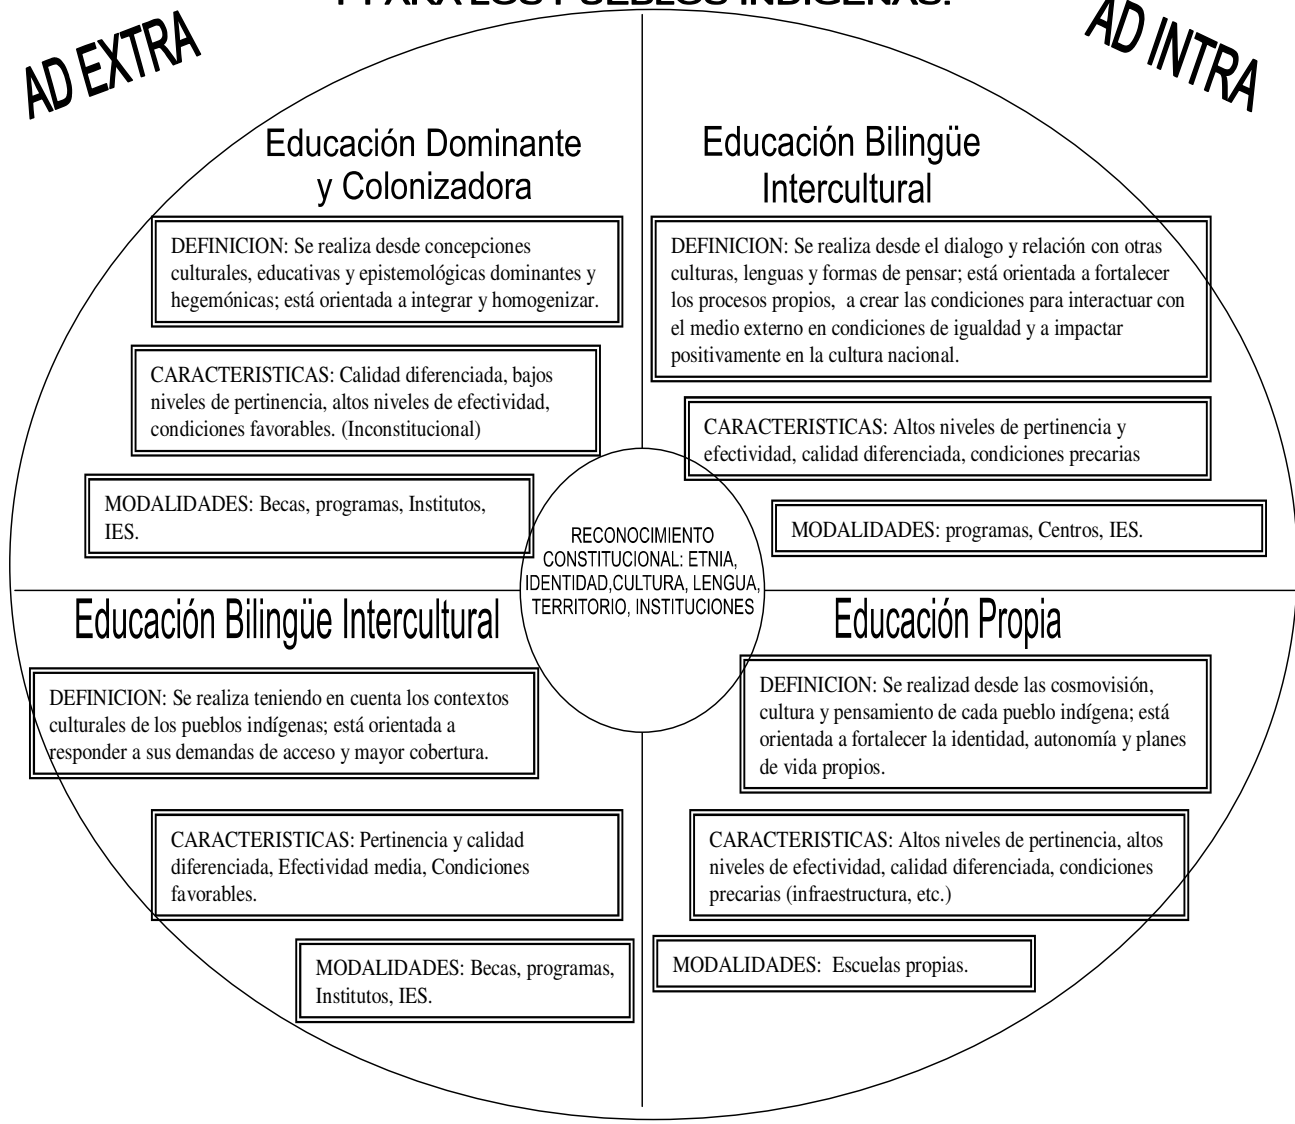 Y PARA LOS PUEBLOS INDIGENAS.
AD EXTRA
AD INTRA
Educación Dominante
y Colonizadora
DEFINICION: Se realiza desde concepciones
culturales, educativas y epistemológicas dominantes y
hegemónicas; está orientada a integrar y homogenizar.
CARACTERISTICAS: Calidad diferenciada, bajos
niveles de pertinencia, altos niveles de efectividad,
condiciones favorables. (Inconstitucional)
MODALIDADES: Becas, programas, Institutos,
IES.
Educación Bilingüe
Intercultural
DEFINICION: Se realiza desde el dialogo y relación con otras
culturas, lenguas y formas de pensar; está orientada a fortalecer
los procesos propios, a crear las condiciones para interactuar con
el medio externo en condiciones de igualdad y a impactar
positivamente en la cultura nacional.
CARACTERISTICAS: Altos niveles de pertinencia y
efectividad, calidad diferenciada, condiciones precarias
MODALIDADES: programas, Centros, IES.
RECONOCIMIENTO
CONSTITUCIONAL: ETNIA,
IDENTIDAD,CULTURA, LENGUA,
TERRITORIO, INSTITUCIONES
Educación Bilingüe Intercultural
DEFINICION: Se realiza teniendo en cuenta los contextos
culturales de los pueblos indígenas; está orientada a
responder a sus demandas de acceso y mayor cobertura.
CARACTERISTICAS: Pertinencia y calidad
diferenciada, Efectividad media, Condiciones
favorables.
MODALIDADES: Becas, programas,
Institutos, IES.
Educación Propia
DEFINICION: Se realizad desde las cosmovisión,
cultura y pensamiento de cada pueblo indígena; está
orientada a fortalecer la identidad, autonomía y planes
de vida propios.
CARACTERISTICAS: Altos niveles de pertinencia, altos
niveles de efectividad, calidad diferenciada, condiciones
precarias (infraestructura, etc.)
MODALIDADES: Escuelas propias.